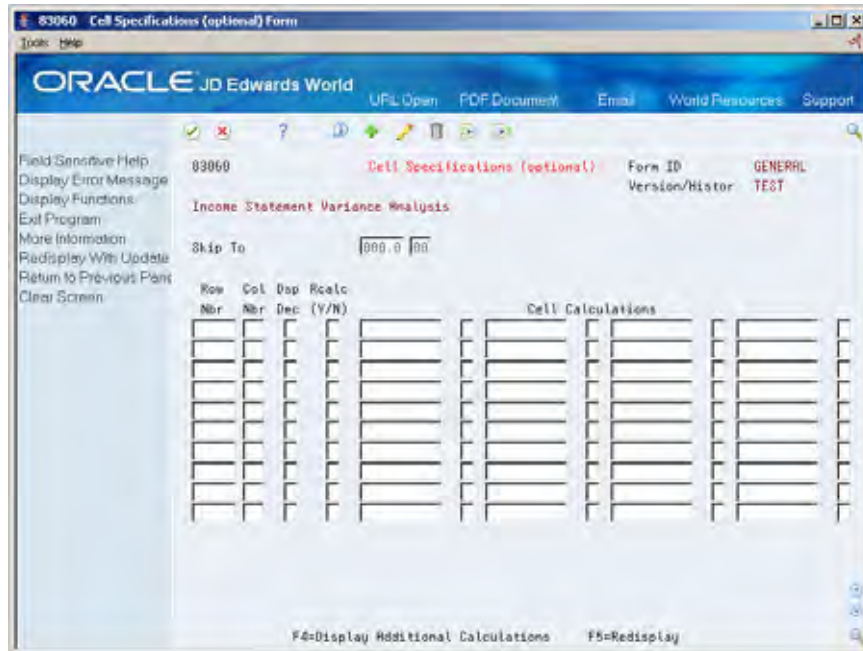 83060 Cell Specifications (optional) Form
Tools Help
ORACLE JD Edwards World
URL Open PDF Document Email World Resources Support
Field Sensitive Help
Display Error Message
Display Functions
Exit Program
More Information
Redisplay With Update
Return to Previous Pane
Clear Screen
83060 Cell Specifications (optional) Form ID GENERAL
Version/Histor TEST
Income Statement Variance Analysis
Skip To 000.0 00
Row Col Dsp Rcalc
Nbr Nbr Dec (Y/N) Cell Calculations
F4=Display Additional Calculations F5=Redisplay